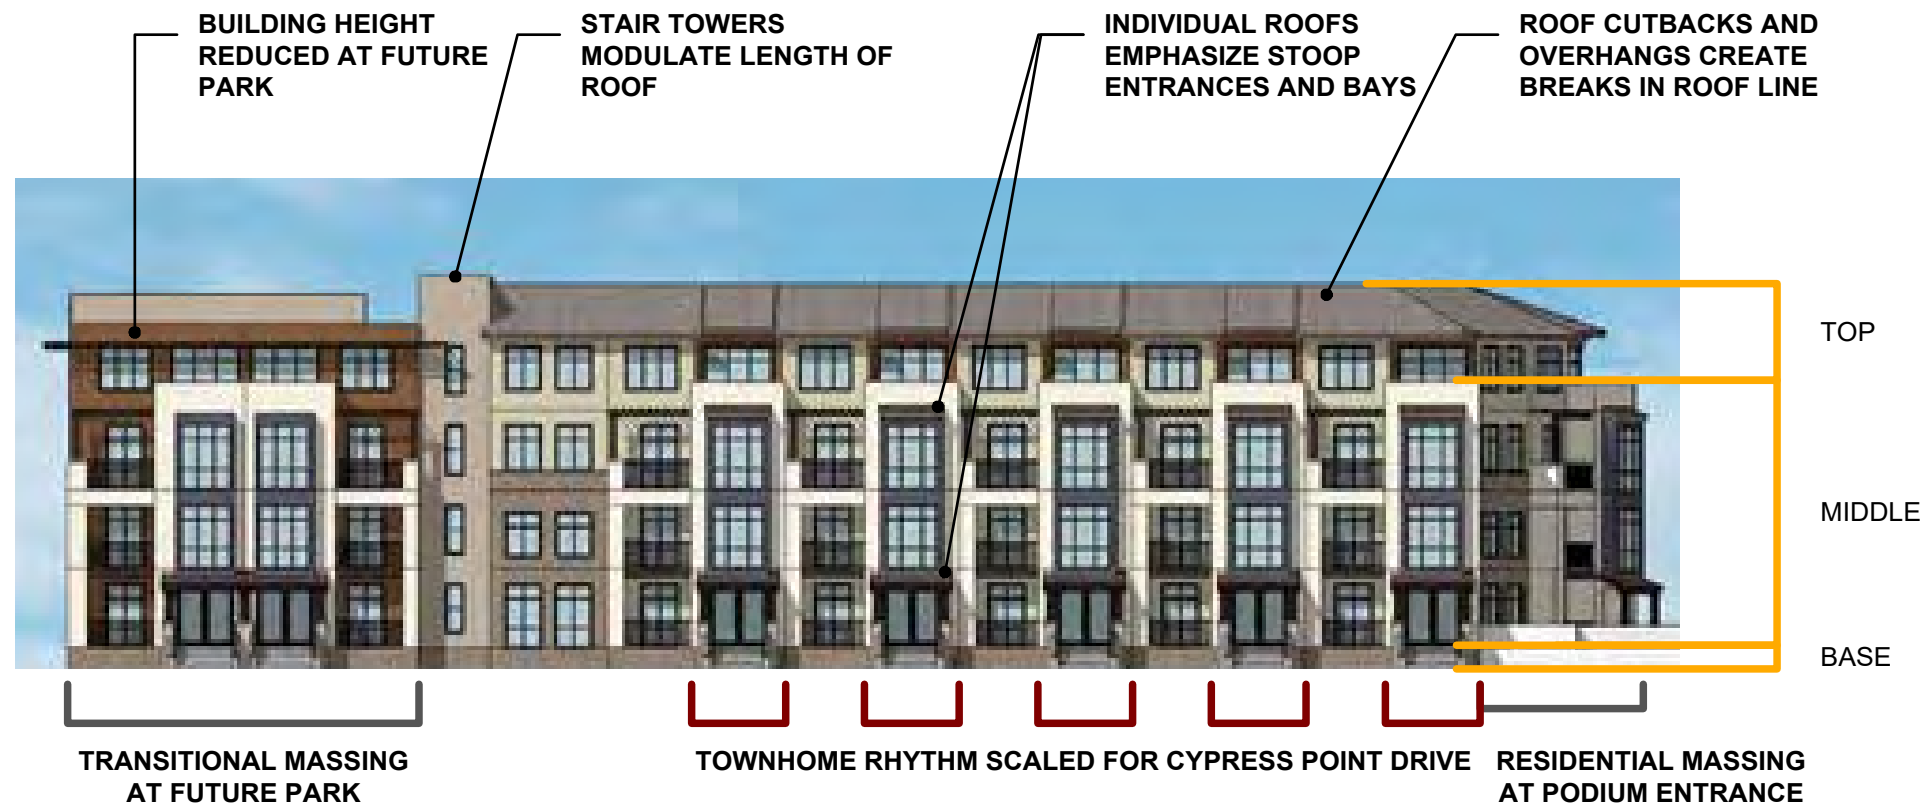 BUILDING HEIGHT
REDUCED AT FUTURE
PARK
STAIR TOWERS
MODULATE LENGTH OF
ROOF
INDIVIDUAL ROOFS
EMPHASIZE STOOP
ENTRANCES AND BAYS
ROOF CUTBACKS AND
OVERHANGS CREATE
BREAKS IN ROOF LINE
TOP
MIDDLE
BASE
TRANSITIONAL MASSING
AT FUTURE PARK
TOWNHOME RHYTHM SCALED FOR CYPRESS POINT DRIVE
RESIDENTIAL MASSING
AT PODIUM ENTRANCE